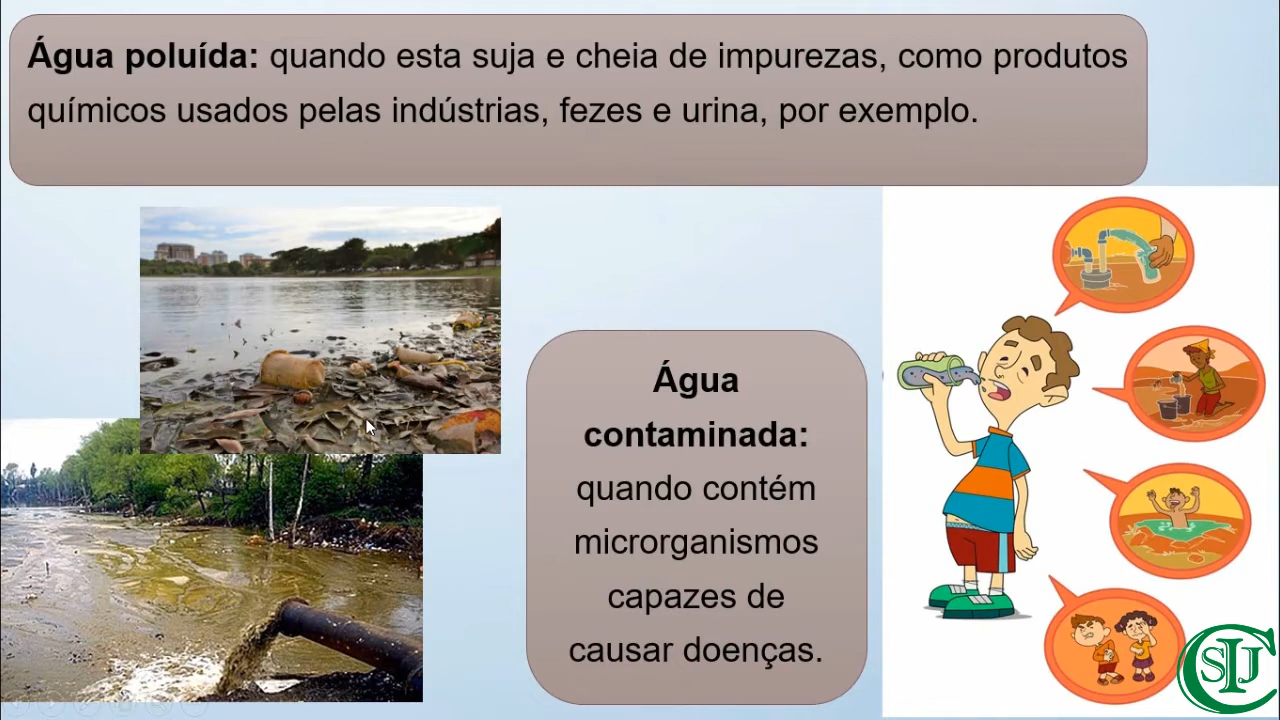 Água poluída: quando esta suja e cheia de impurezas, como produtos
químicos usados pelas indústrias, fezes e urina, por exemplo.
Água
contaminada:
quando contém
microrganismos
capazes de
causar doenças.
CSIJ